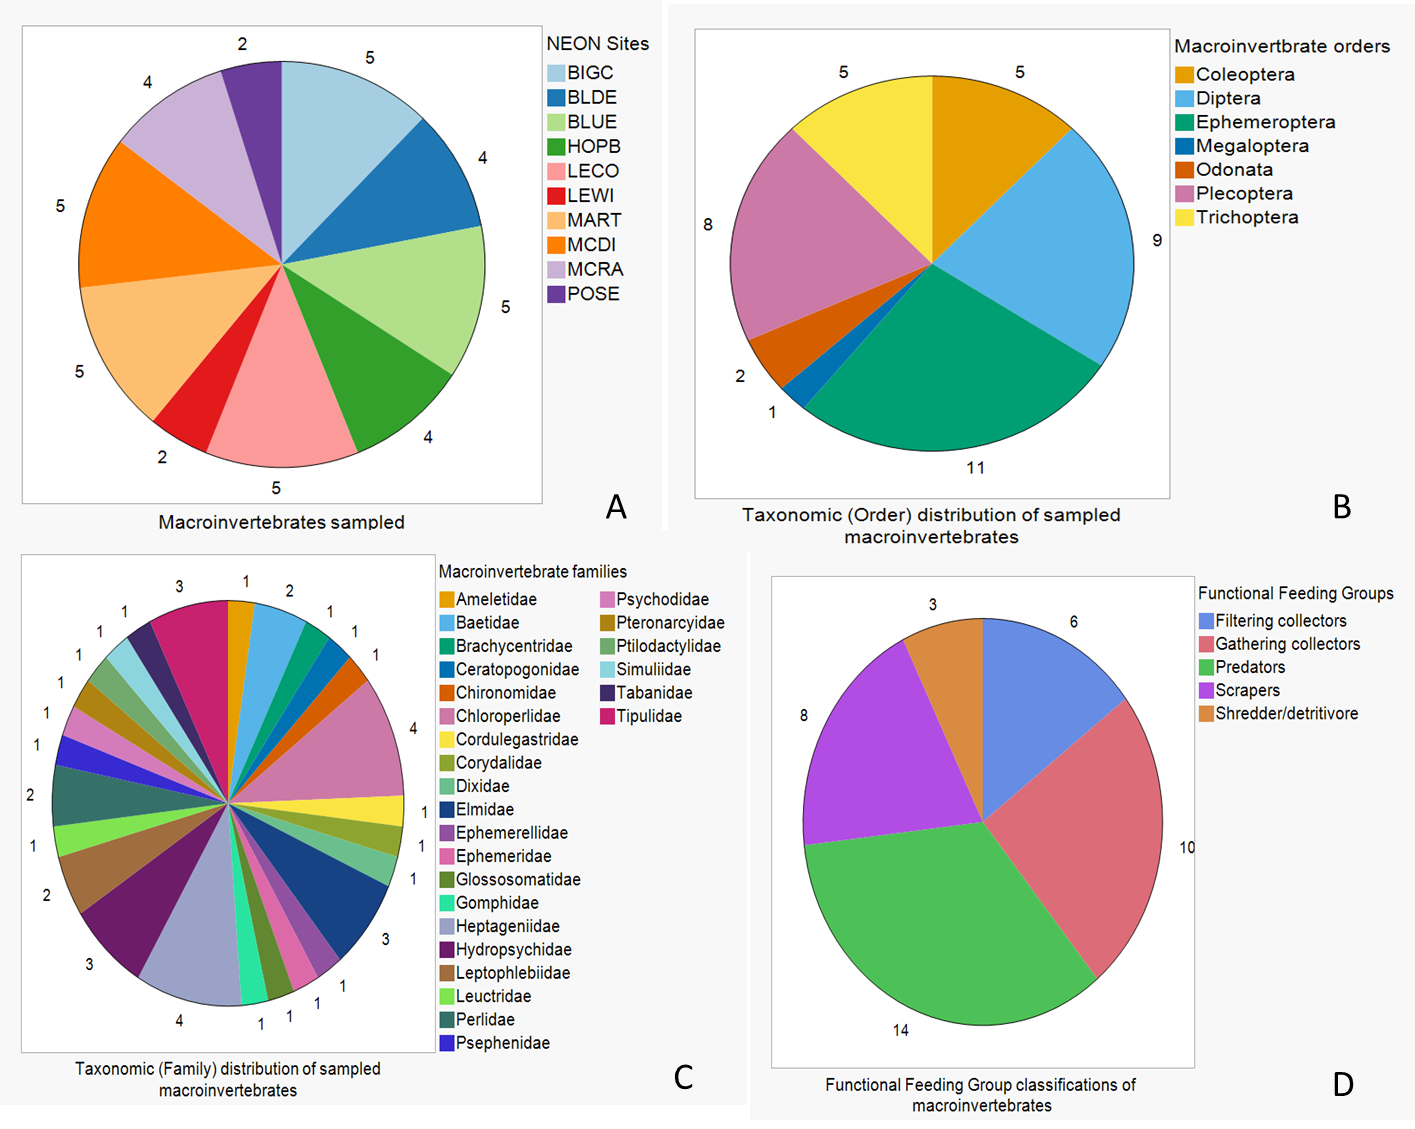 2
5
4
4
5
5
5
4
2
5
NEON Sites
BIGC
BLDE
BLUE
HOPB
LECO
LEWI
MART
MCDI
MCRA
POSE
Macroinvertebrates sampled
A
5
5
9
8
2
1
11
Macroinvertbrate orders
Coleoptera
Diptera
Ephemeroptera
Megaloptera
Odonata
Plecoptera
Trichoptera
Taxonomic (Order) distribution of sampled
macroinvertebrates
B
3
1
2
1
1
1
4
1
1
1
3
1
1
1
1
4
3
2
1
2
1
1
1
1
1
1
Macroinvertebrate families
Ameletidae
Baetidae
Brachycentridae
Ceratopogonidae
Chironomidae
Chloroperlidae
Cordulegastridae
Corydalidae
Dixidae
Elmidae
Ephemerellidae
Ephemeridae
Glossosomatidae
Gomphidae
Heptageniidae
Hydropsychidae
Leptophlebiidae
Leuctridae
Perlidae
Psephenidae
Psychodidae
Pteronarcyidae
Ptilodactylidae
Simuliidae
Tabanidae
Tipulidae
Taxonomic (Family) distribution of sampled
macroinvertebrates
C
3
6
8
10
14
Functional Feeding Groups
Filtering collectors
Gathering collectors
Predators
Scrapers
Shredder/detritivore
Functional Feeding Group classifications of
macroinvertebrates
D